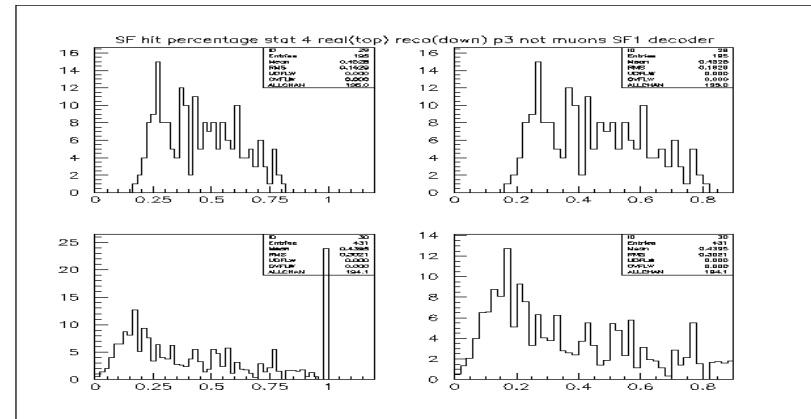 SF hit percentage stat 4 real(top) reco(down) p3 not muons SF1 decoder
ID 29
Entries 195
Mean 0.4528
RMS
UDFLW 0.000
OVFLW 0.000
ALLCHAN 195.0
16
14
12
10
8
6
4
2
0
0 0.25 0.5 0.75 1
ID 29
Entries 195
Mean
RMS
UDFLW 0.000
OVFLW 0.000
ALLCHAN 195.0
16
14
12
10
8
6
4
2
0
0 0.2 0.4 0.6 0.8
ID 30
Entries 431
Mean 0.4395
RMS 0.3021
UDFLW 0.000
OVFLW 0.000
ALLCHAN 194.1
25
20
15
10
5
0
0 0.25 0.5 0.75 1
ID 30
Entries 431
Mean 0.4395
RMS 0.3021
UDFLW 0.000
OVFLW 0.000
ALLCHAN 194.1
14
12
10
8
6
4
2
0
0 0.2 0.4 0.6 0.8